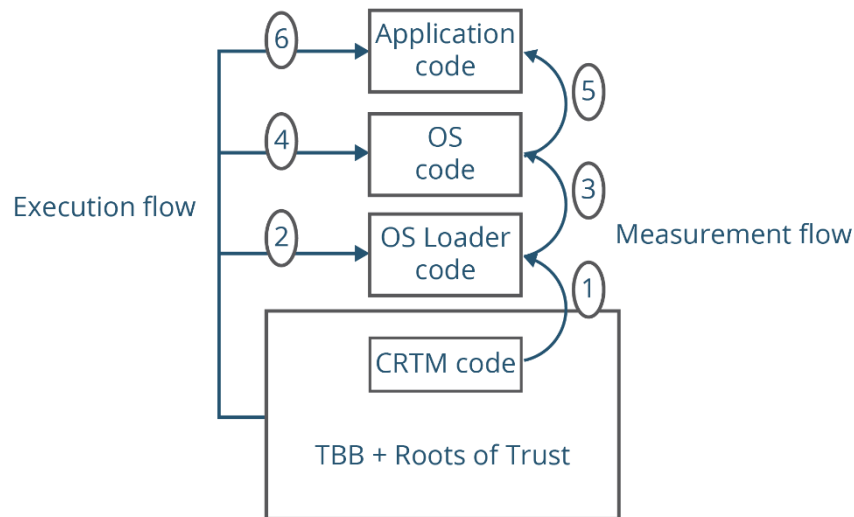 6
Application
code
5
4
OS
code
3
Execution flow
2
OS Loader
code
Measurement flow
1
CRTM code
TBB + Roots of Trust